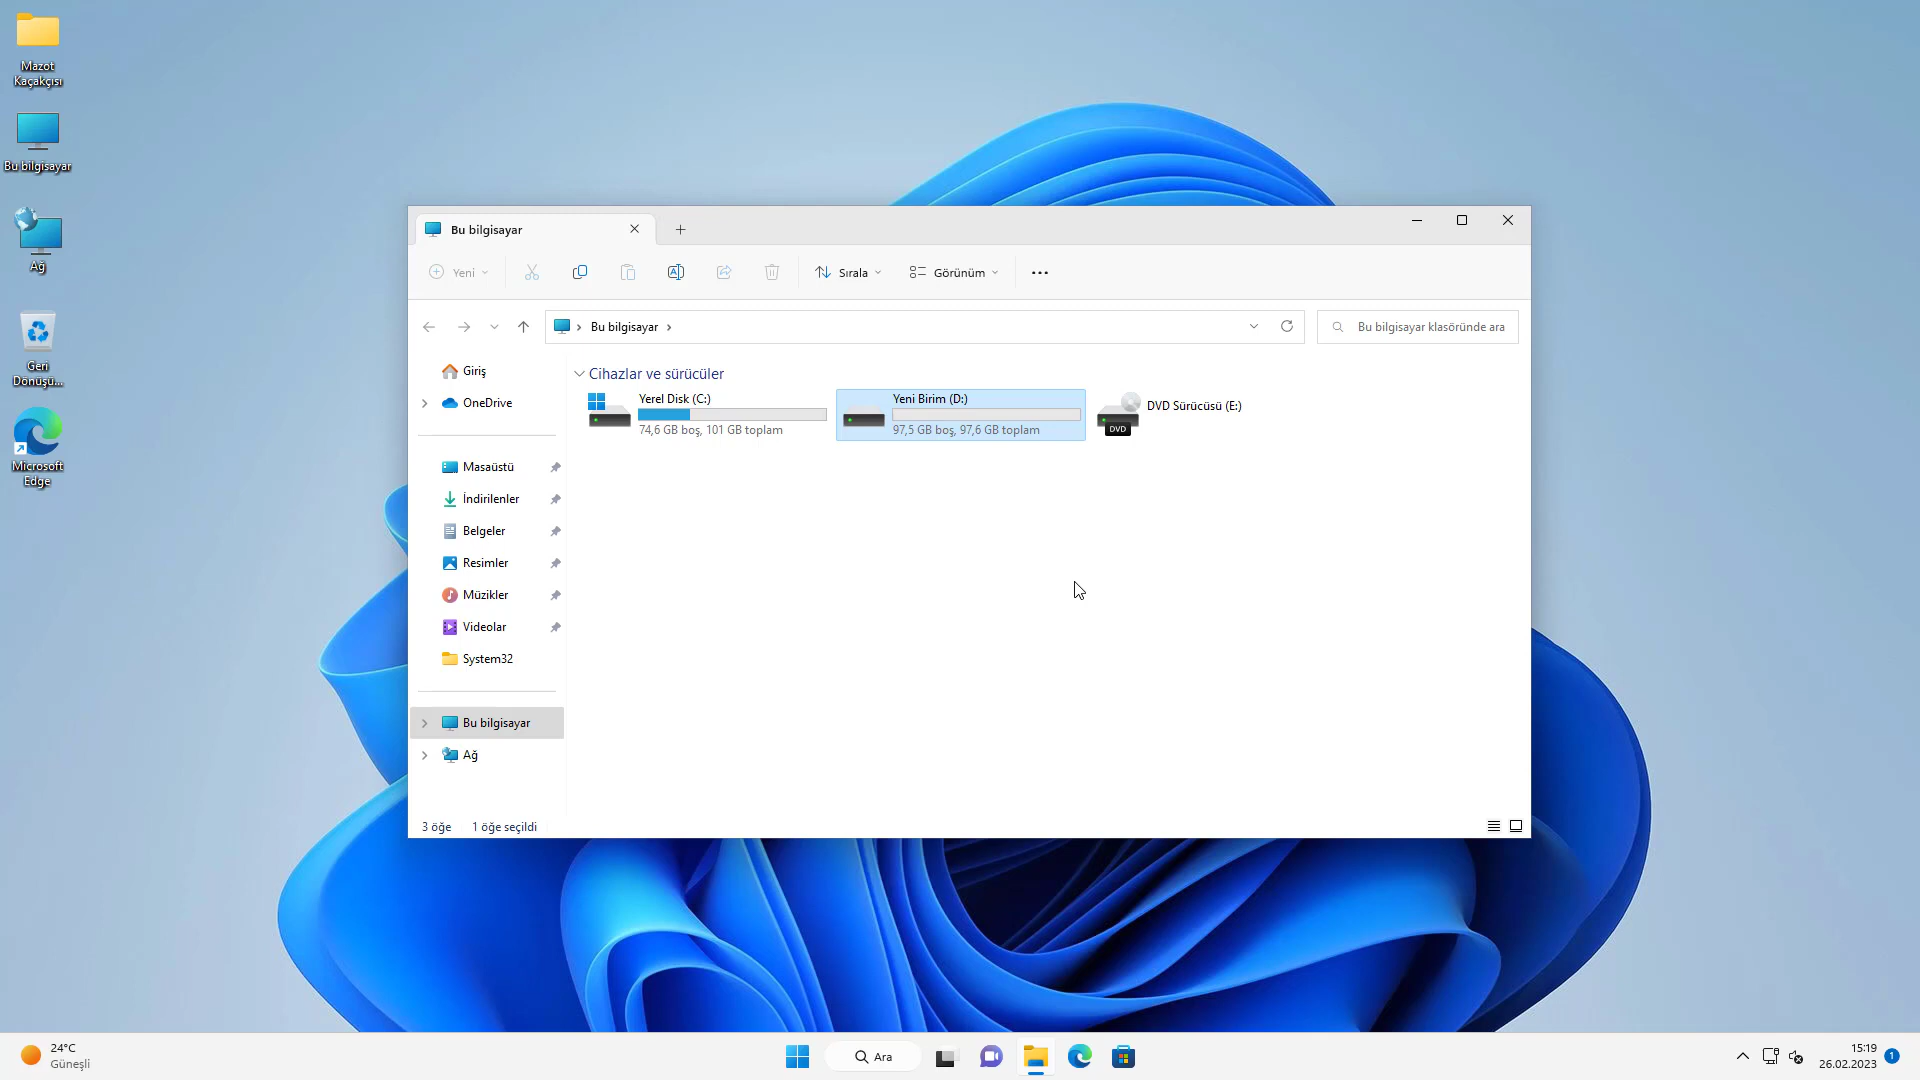 Mazot
Kaçakçısı
Bu bilgisayar
Ağ
Geri
Dönüşü...
Microsoft
Edge
Bu bilgisayar
Yeni
Sırala
Görünüm
Bu bilgisayar
Bu bilgisayar klasöründe ara
Giriş
OneDrive
Masaüstü
İndirilenler
Belgeler
Resimler
Müzikler
Videolar
System32
Bu bilgisayar
Ağ
Cihazlar ve sürücüler
Yerel Disk (C:)
74,6 GB boş, 101 GB toplam
Yeni Birim (D:)
97,5 GB boş, 97,6 GB toplam
DVD Sürücüsü (E:)
DVD
3 öğe 1 öğe seçildi
24°C
Güneşli
Ara
15:19
26.02.2023
1